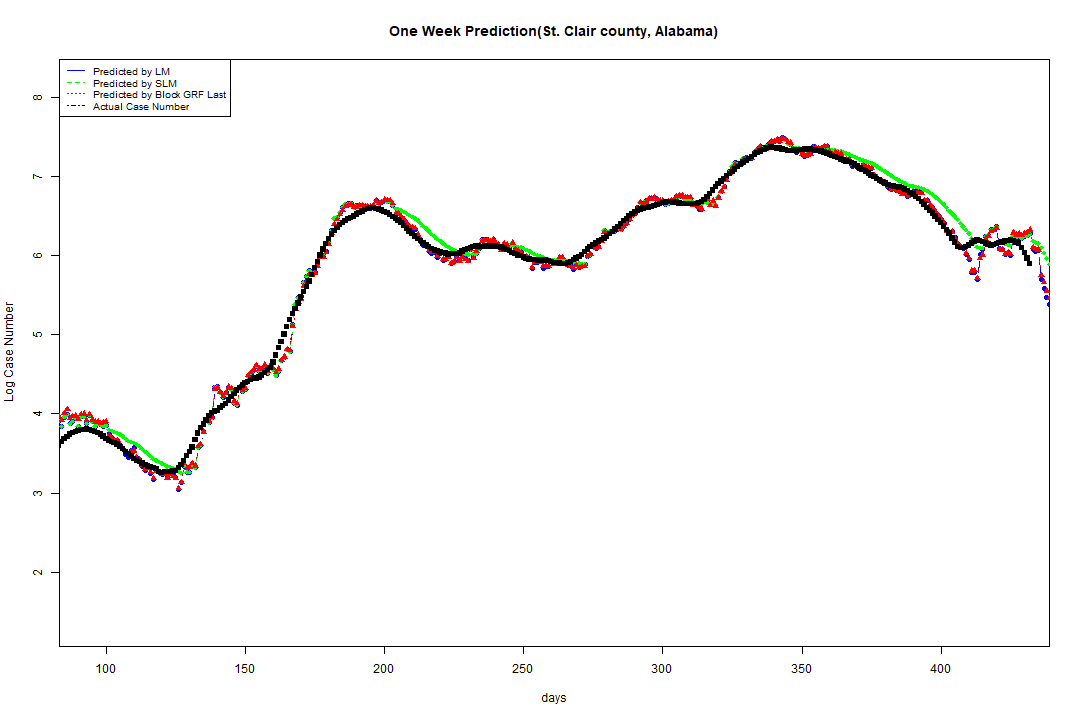 One Week Prediction(St. Clair county, Alabama)
Predicted by LM
Predicted by SLM
Predicted by Block GRF Last
Actual Case Number
8
7
6
5
4
3
2
Log Case Number
100 150 200 250 300 350 400
days